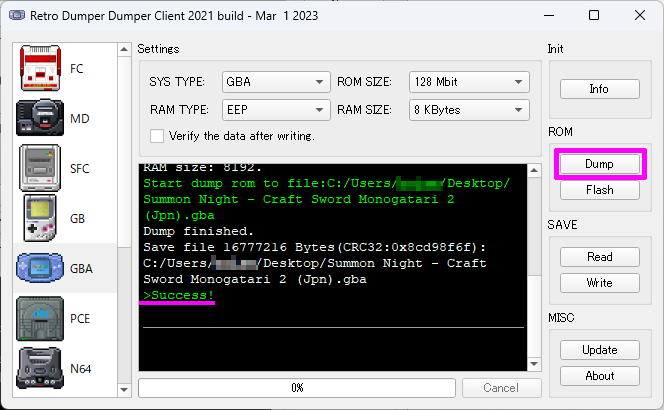 Retro Dumper Dumper Client 2021 build - Mar 1 2023
FC
MD
SFC
GB
GBA
PCE
N64
Settings
SYS TYPE: GBA ROM SIZE: 128 Mbit
RAM TYPE: EEP RAM SIZE: 8 KBytes
Verify the data after writing.
RAM size: 8192.
Start dump rom to file:C:/Users/ /Desktop/
Summon Night - Craft Sword Monogatari 2
(Jpn).gba
Dump finished.
Save file 16777216 Bytes(CRC32:0x8cd98f6f):
C:/Users/ /Desktop/Summon Night - Craft
Sword Monogatari 2 (Jpn).gba
>Success!
0%
Cancel
Init
Info
ROM
Dump
Flash
SAVE
Read
Write
MISC
Update
About